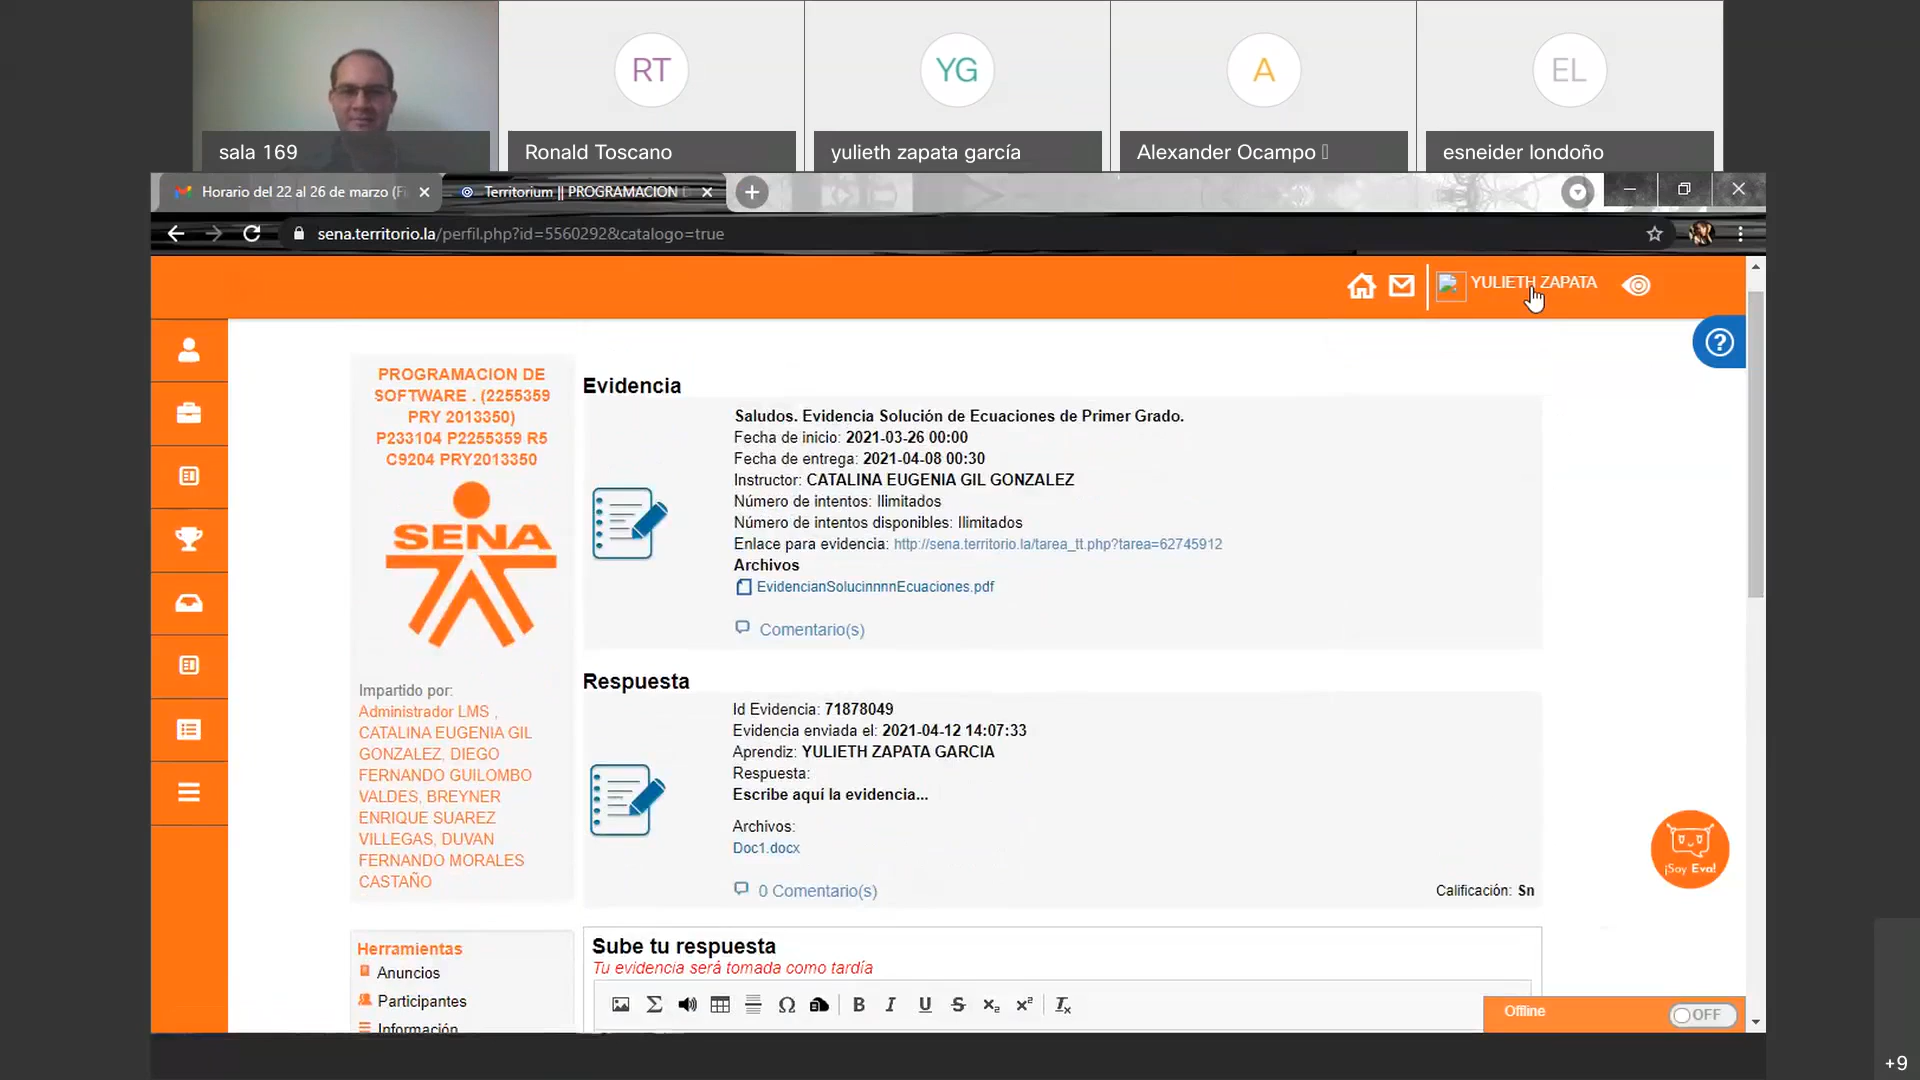 RT
YG
A
EL
sala 169
Ronald Toscano
yulieth zapata garcía
Alexander Ocampo
esneider londoño
Horario del 22 al 26 de marzo (Fi
Territorium || PROGRAMACION
sena.territorio.la/perfil.php?id=5560292&catalogo=true
YULIETH ZAPATA
PROGRAMACION DE
SOFTWARE . (2255359
PRY 2013350)
P233104 P2255359 R5
C9204 PRY2013350
SENA
Impartido por:
Administrador LMS ,
CATALINA EUGENIA GIL
GONZALEZ, DIEGO
FERNANDO GUILOMBO
VALDES, BREYNER
ENRIQUE SUAREZ
VILLEGAS, DUVAN
FERNANDO MORALES
CASTAÑO
Herramientas
Anuncios
Participantes
Información
Evidencia
Saludos. Evidencia Solución de Ecuaciones de Primer Grado.
Fecha de inicio: 2021-03-26 00:00
Fecha de entrega: 2021-04-08 00:30
Instructor: CATALINA EUGENIA GIL GONZALEZ
Número de intentos: Ilimitados
Número de intentos disponibles: Ilimitados
Enlace para evidencia: http://sena.territorio.la/tarea_tt.php?tarea=62745912
Archivos
EvidencianSolucinnnnEcuaciones.pdf
Comentario(s)
Respuesta
Id Evidencia: 71878049
Evidencia enviada el: 2021-04-12 14:07:33
Aprendiz: YULIETH ZAPATA GARCIA
Respuesta:
Escribe aquí la evidencia...
Archivos:
Doc1.docx
0 Comentario(s)
Calificación: Sn
Sube tu respuesta
Tu evidencia será tomada como tardía
Σ Ω B I U S x₂ x² Tx
¡Soy Eva!
Offline
OFF
+9